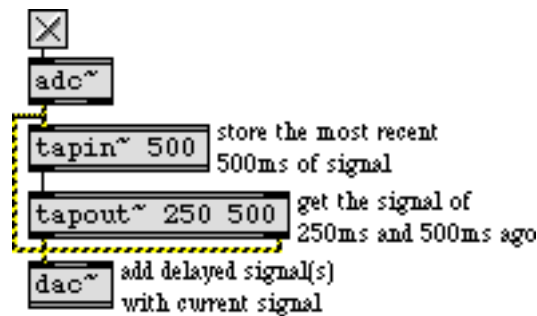 adc~
tapin~ 500
store the most recent
500ms of signal
tapout~ 250 500
get the signal of
250ms and 500ms ago
dac~
add delayed signal(s)
with current signal